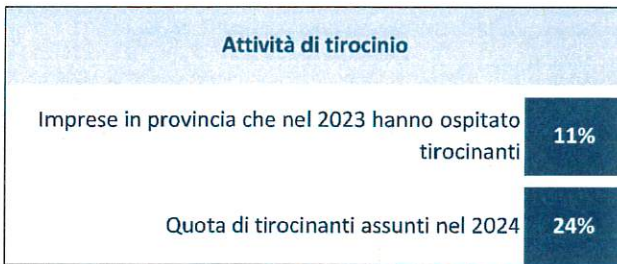 Attività di tirocinio
Imprese in provincia che nel 2023 hanno ospitato
tirocinanti
11%
Quota di tirocinanti assunti nel 2024
24%